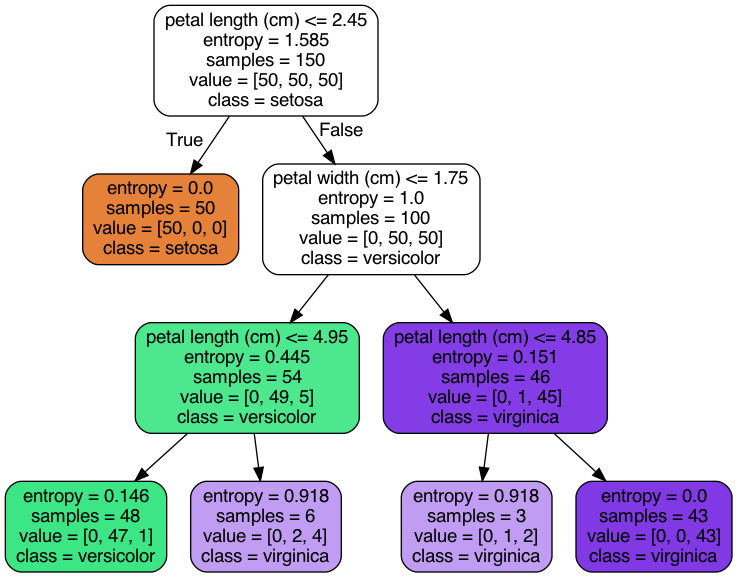 petal length (cm) <= 2.45
entropy = 1.585
samples = 150
value = [50, 50, 50]
class = setosa
True
False
entropy = 0.0
samples = 50
value = [50, 0, 0]
class = setosa
petal width (cm) <= 1.75
entropy = 1.0
samples = 100
value = [0, 50, 50]
class = versicolor
petal length (cm) <= 4.95
entropy = 0.445
samples = 54
value = [0, 49, 5]
class = versicolor
petal length (cm) <= 4.85
entropy = 0.151
samples = 46
value = [0, 1, 45]
class = virginica
entropy = 0.146
samples = 48
value = [0, 47, 1]
class = versicolor
entropy = 0.918
samples = 6
value = [0, 2, 4]
class = virginica
entropy = 0.918
samples = 3
value = [0, 1, 2]
class = virginica
entropy = 0.0
samples = 43
value = [0, 0, 43]
class = virginica